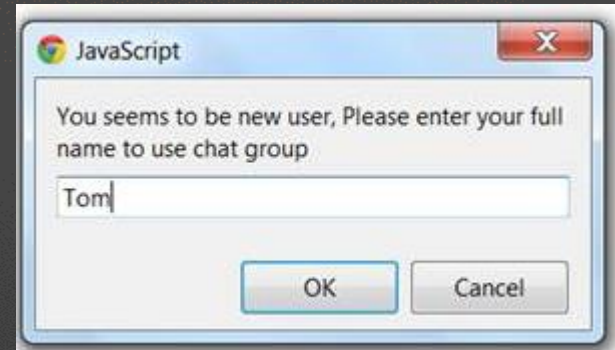 JavaScript
You seems to be new user, Please enter your full
name to use chat group
Tom
OK
Cancel